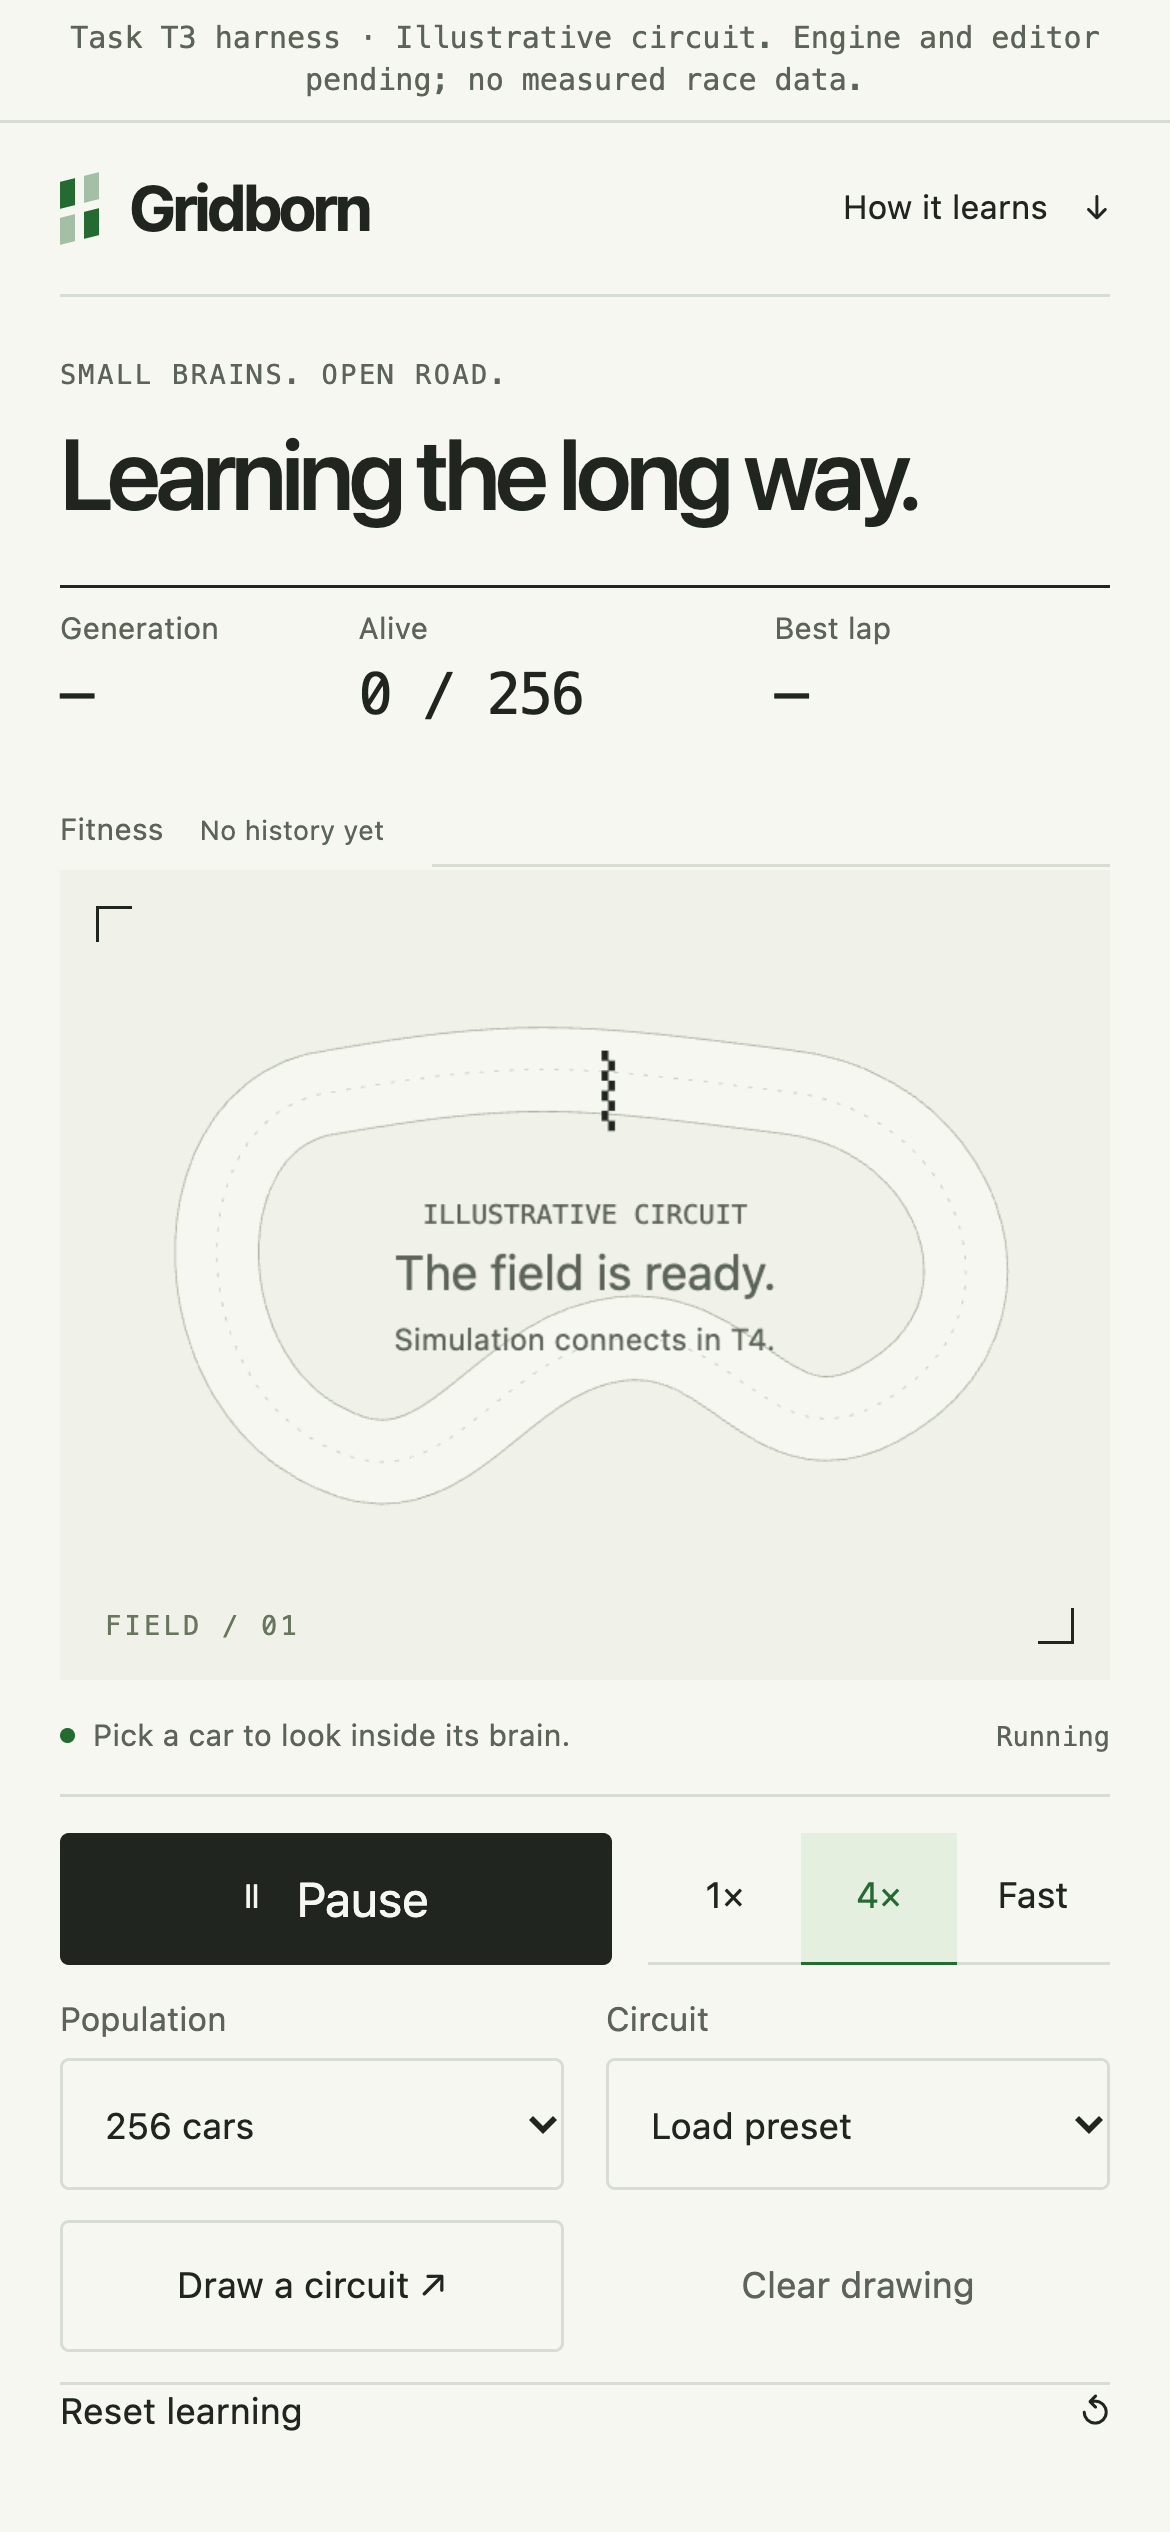 Task T3 harness · Illustrative circuit. Engine and editor
pending; no measured race data.
Gridborn
How it learns ↓
SMALL BRAINS. OPEN ROAD.
Learning the long way.
Generation Alive Best lap
– 0 / 256 –
Fitness No history yet
ILLUSTRATIVE CIRCUIT
The field is ready.
Simulation connects in T4.
FIELD / 01
Pick a car to look inside its brain. Running
Pause 1× 4× Fast
Population Circuit
256 cars Load preset
Draw a circuit ↗ Clear drawing
Reset learning